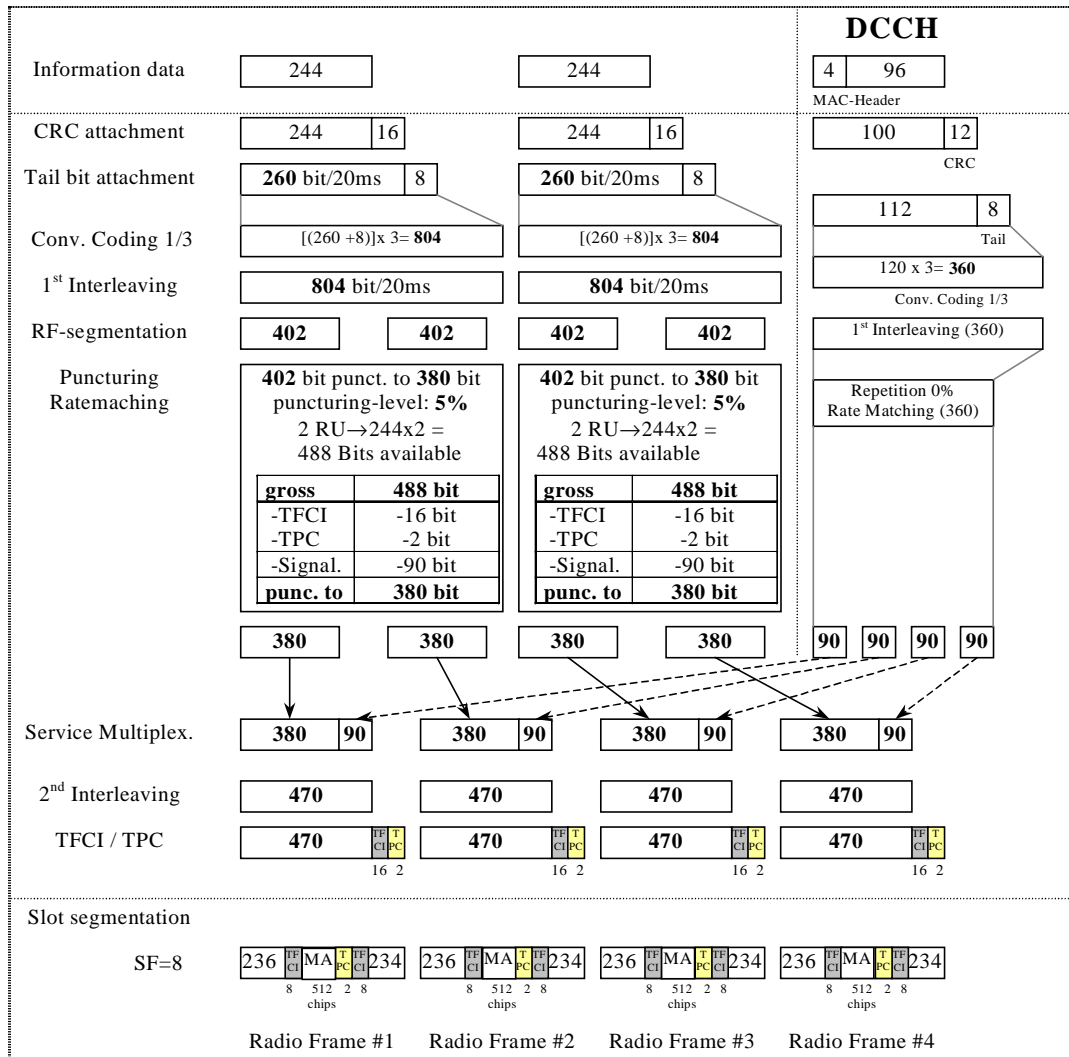 DCCH
Information data 244 244 4 96
MAC-Header
CRC attachment 244 16 244 16 100 12
CRC
Tail bit attachment 260 bit/20ms 8 260 bit/20ms 8
112 8
Tail
Conv. Coding 1/3 [(260 +8)]x 3= 804 [(260 +8)]x 3= 804
120 x 3= 360
Conv. Coding 1/3
1st Interleaving 804 bit/20ms 804 bit/20ms
RF-segmentation 402 402 402 402 1st Interleaving (360)
Puncturing
Ratemaching
402 bit punct. to 380 bit
puncturing-level: 5%
2 RU→244x2 =
488 Bits available
gross 488 bit
-TFCI -16 bit
-TPC -2 bit
-Signal. -90 bit
punc. to 380 bit
402 bit punct. to 380 bit
puncturing-level: 5%
2 RU→244x2 =
488 Bits available
gross 488 bit
-TFCI -16 bit
-TPC -2 bit
-Signal. -90 bit
punc. to 380 bit
Repetition 0%
Rate Matching (360)
380 380 380 380 90 90 90 90
Service Multiplex. 380 90 380 90 380 90 380 90
2nd Interleaving 470 470 470 470
TFCI / TPC 470 TF CI T PC 470 TF CI T PC 470 TF CI T PC 470 TF CI T PC
16 2 16 2 16 2 16 2
Slot segmentation
SF=8 236 TF CI MA T PC TF CI 234 236 TF CI MA T PC TF CI 234 236 TF CI MA T PC TF CI 234 236 TF CI MA T PC TF CI 234
8 512 2 8 8 512 2 8 8 512 2 8 8 512 2 8
chips chips chips chips
Radio Frame #1 Radio Frame #2 Radio Frame #3 Radio Frame #4